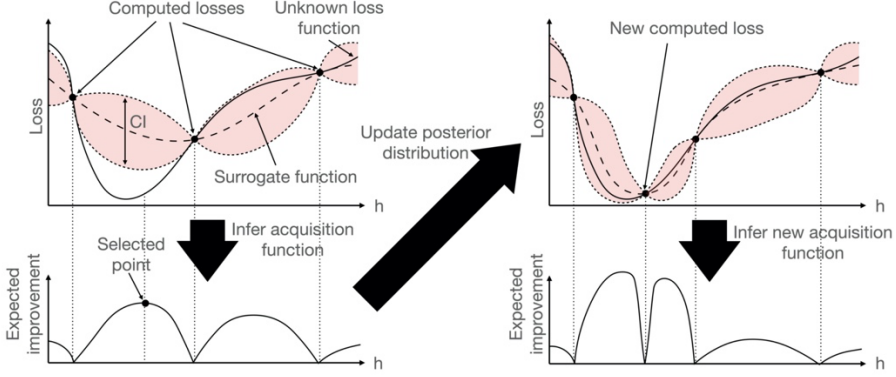 Computed losses
Unknown loss
function
Loss
CI
Surrogate function
h
Infer acquisition
function
Selected
point
Expected
improvement
h
Update posterior
distribution
New computed loss
Loss
h
Infer new acquisition
function
Expected
improvement
h